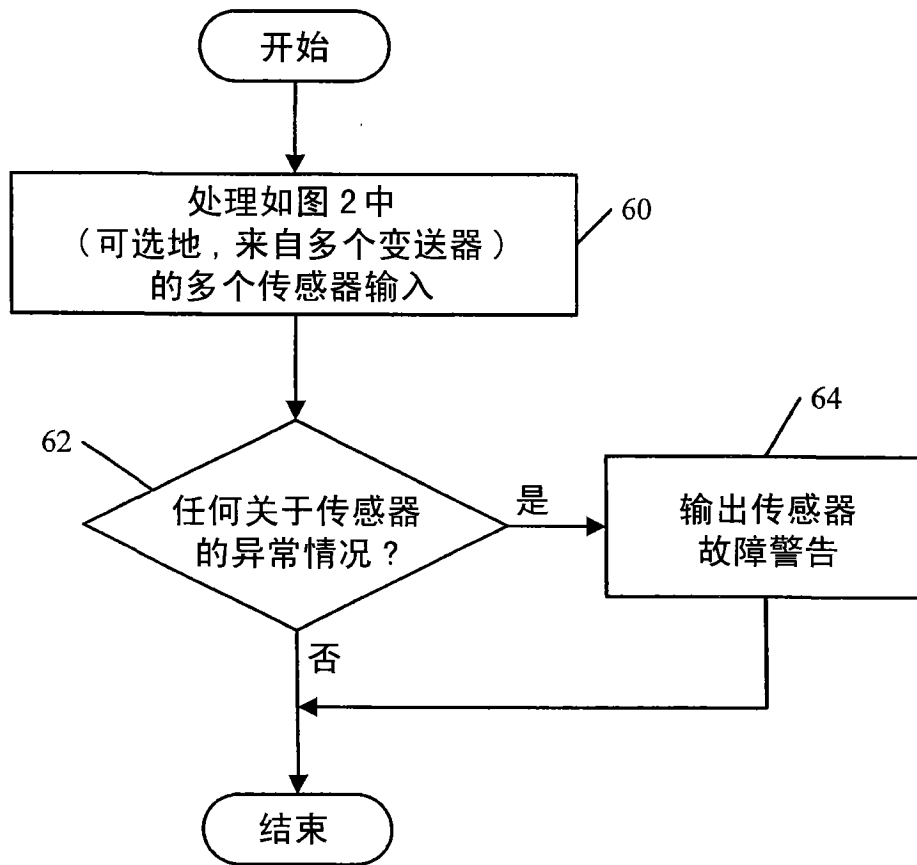 开始
处理如图2中
（可选地，来自多个变送器）
的多个传感器输入
60
62
任何关于传感器
的异常情况？
是
64
输出传感器
故障警告
否
结束